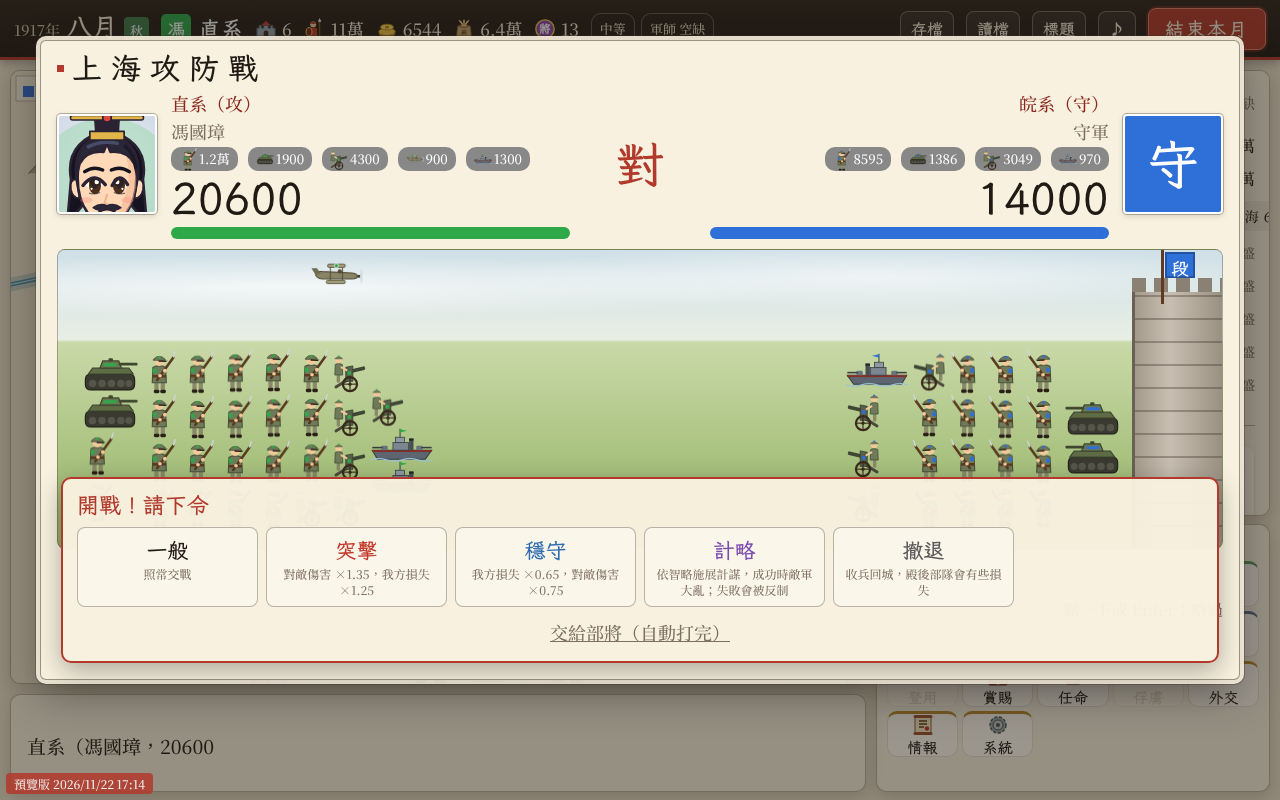 1917年 八月 秋 馮 直系 6 11萬 6544 6.4萬 將 13 中等 軍師 空缺 存檔 讀檔 標題 ♪ 結束本月
上海攻防戰
直系（攻）
馮國璋
1.2萬 1900 4300 900 1300
20600
對
皖系（守）
守軍
8595 1386 3049 970
14000
守
段
開戰！請下令
一般
照常交戰
突擊
對敵傷害 ×1.35，我方損失
×1.25
穩守
我方損失 ×0.65，對敵傷害
×0.75
計略
依智略施展計謀，成功時敵軍
大亂；失敗會被反制
撤退
收兵回城，殿後部隊會有些損
失
交給部將（自動打完）
登用 賞賜 任命 俘虜 外交
情報 系統
直系（馮國璋，20600
預覽版 2026/11/22 17:14